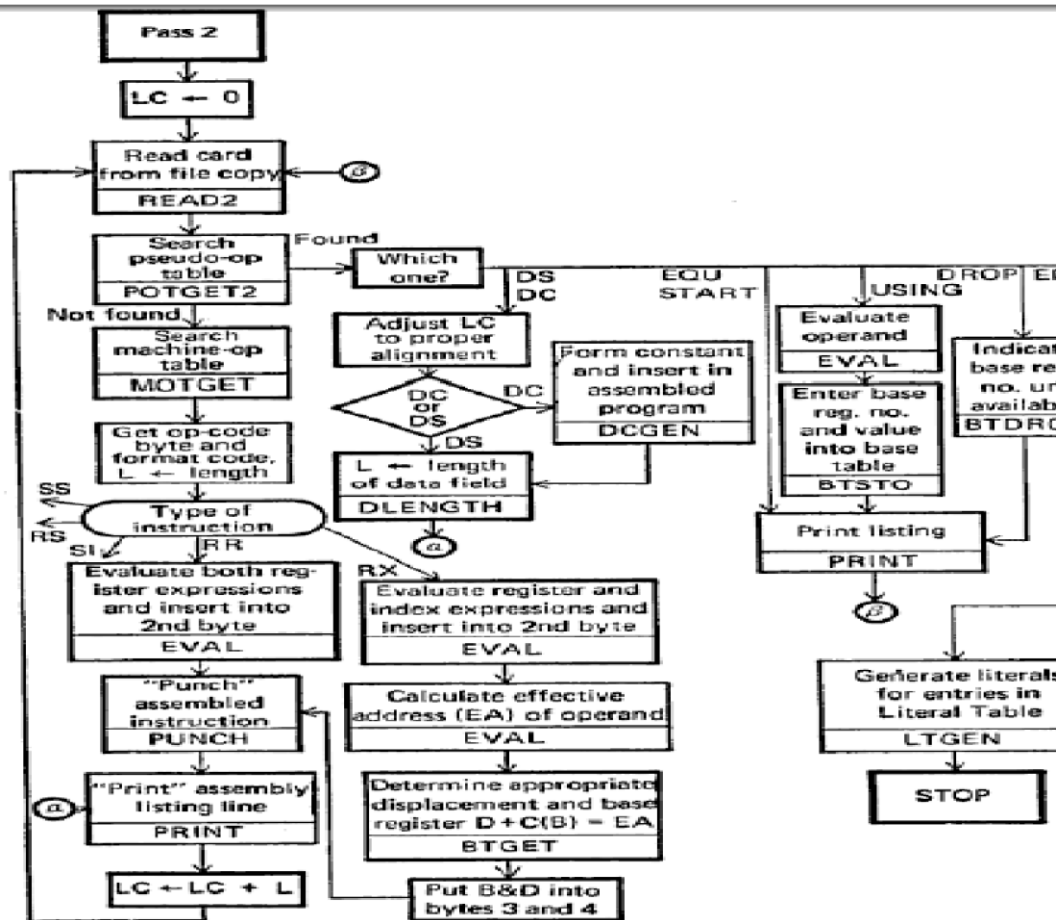 Pass 2
LC ← 0
Read card
from file copy
READ2
β
Search
pseudo-op
table
POTGET2
Found
Not found
Which
one?
DS
DC
EQU
START
USING
DROP
Search
machine-op
table
MOTGET
Get op-code
byte and
format code,
L ← length
Type of
instruction
SS
RS
SI
RR
RX
Adjust LC
to proper
alignment
DC
or
DS
DC
DS
Form constant
and insert in
assembled
program
DCGEN
L ← length
of data field
DLENGTH
α
Evaluate
operand
EVAL
Enter base
reg. no.
and value
into base
table
BTSTO
base
no.
Print listing
PRINT
β
Evaluate both reg-
ister expressions
and insert into
2nd byte
EVAL
"Punch"
assembled
instruction
PUNCH
α
"Print" assembly
listing line
PRINT
LC ← LC + L
Evaluate register and
index expressions and
insert into 2nd byte
EVAL
Calculate effective
address (EA) of operand
EVAL
Determine appropriate
displacement and base
register D + C(B) = EA
BTGET
Put B&D into
bytes 3 and 4
Generate literals
for entries in
Literal Table
LTGEN
STOP